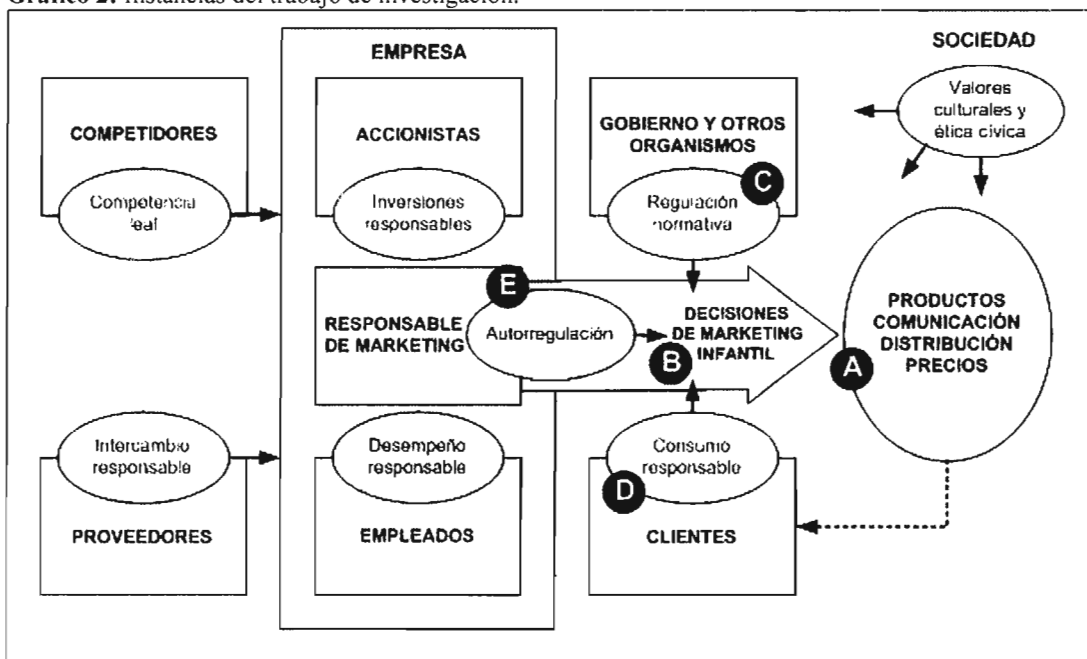 Gráfico 2: Instancias del trabajo de investigación.
SOCIEDAD
Valores
culturales y
ética cívica
EMPRESA
COMPETIDORES
Competencia
leal
ACCIONISTAS
Inversiones
responsables
GOBIERNO Y OTROS
ORGANISMOS
C
Regulación
normativa
RESPONSABLE
DE MARKETING
E
Autorregulación
DECISIONES
DE MARKETING
INFANTIL
B
A
PRODUCTOS
COMUNICACIÓN
DISTRIBUCIÓN
PRECIOS
Intercambio
responsable
PROVEEDORES
Desempeño
responsable
EMPLEADOS
Consumo
responsable
D
CLIENTES